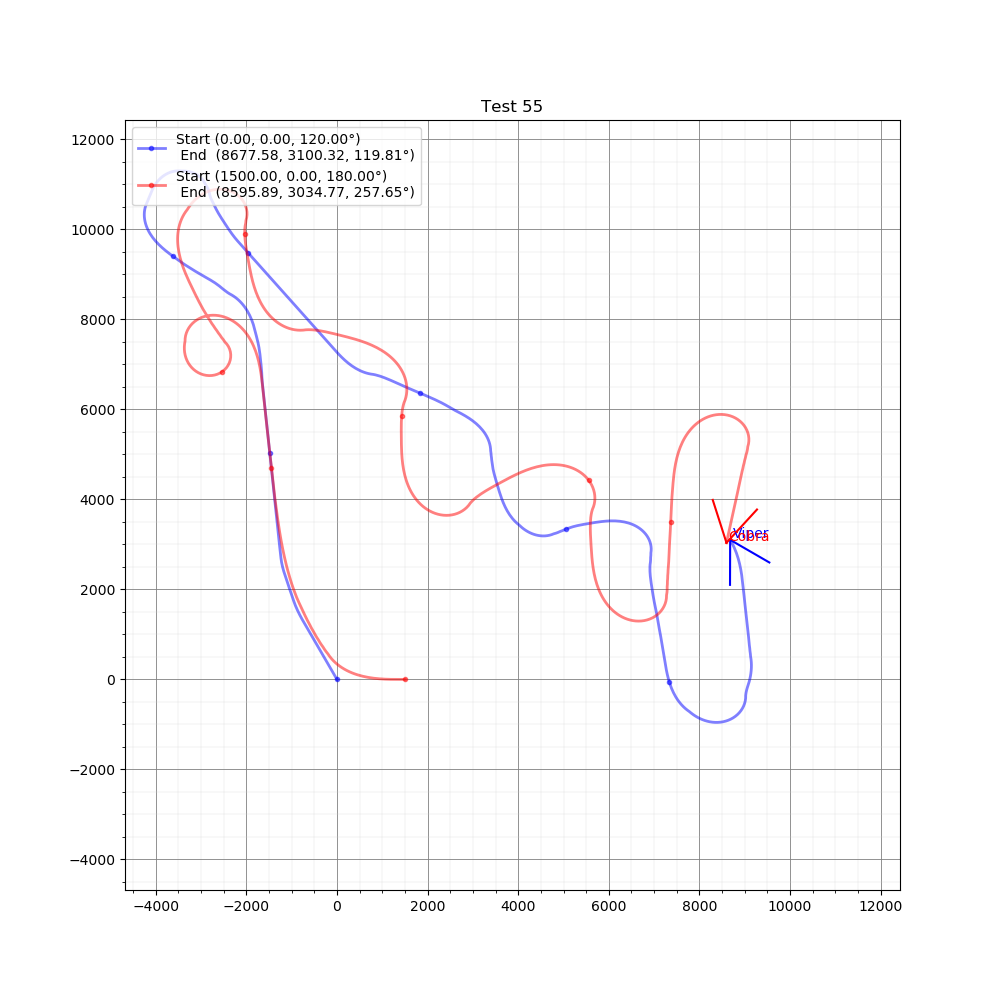 Test 55
Start (0.00, 0.00, 120.00°)
End (8677.58, 3100.32, 119.81°)
Start (1500.00, 0.00, 180.00°)
End (8595.89, 3034.77, 257.65°)
12000
10000
8000
6000
4000
2000
0
−2000
−4000
Viper
Cobra
−4000 −2000 0 2000 4000 6000 8000 10000 12000